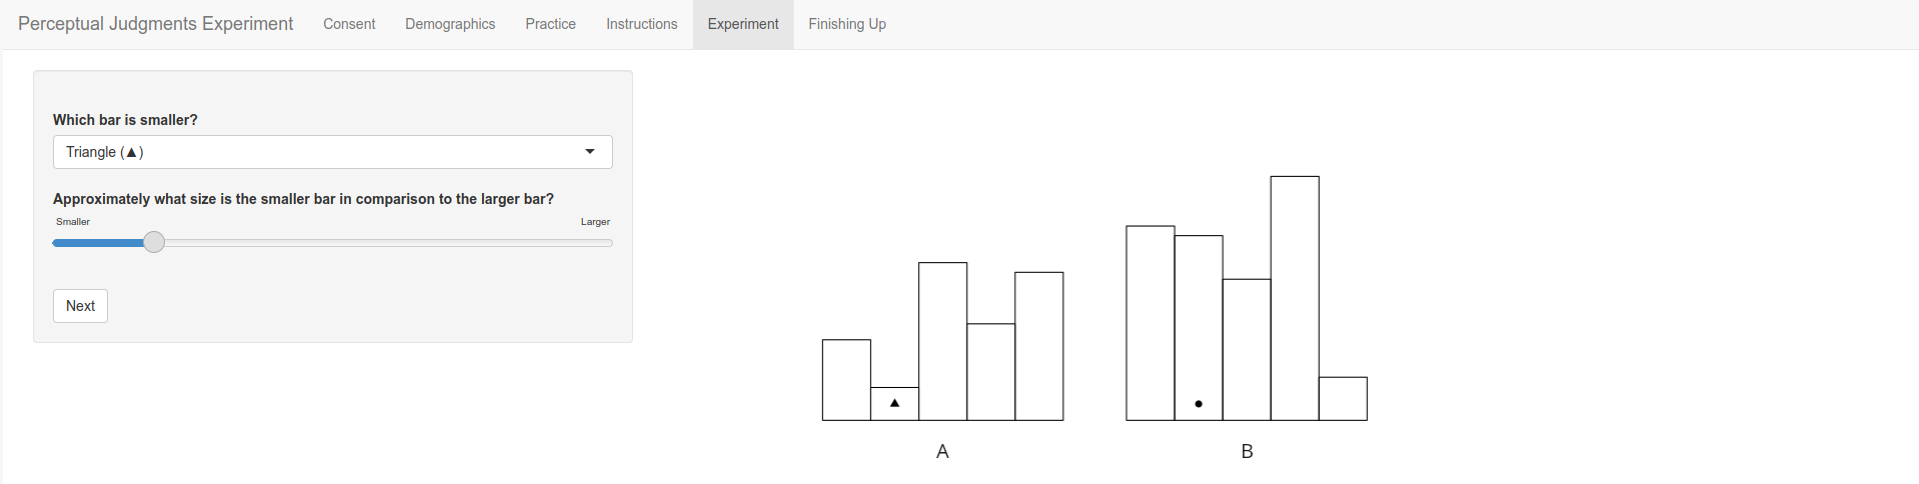 Perceptual Judgments Experiment Consent Demographics Practice Instructions Experiment Finishing Up
Which bar is smaller?
Triangle (▲)
Approximately what size is the smaller bar in comparison to the larger bar?
Smaller Larger
Next
A B